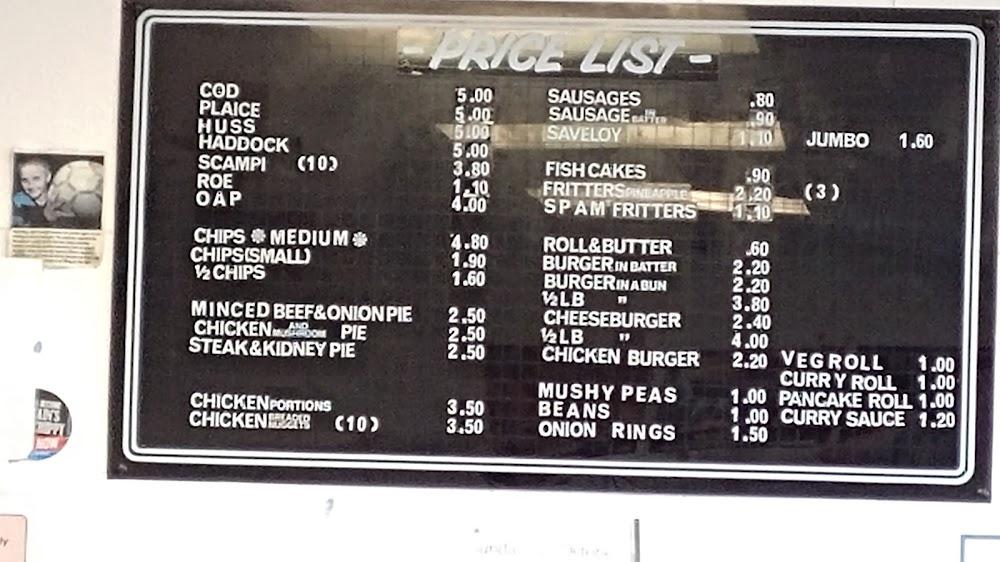 - PRICE LIST -
COD 5.00
PLAICE 5.00
HUSS 5.00
HADDOCK 5.00
SCAMPI (10) 3.80
ROE 1.10
OAP 4.00
CHIPS MEDIUM 4.80
CHIPS(SMALL) 1.90
½ CHIPS 1.60
MINCED BEEF&ONION PIE 2.50
CHICKEN AND MUSHROOM PIE 2.50
STEAK&KIDNEY PIE 2.50
CHICKEN PORTIONS 3.50
CHICKEN BREADED NUGGETS (10) 3.50
SAUSAGES .80
SAUSAGE IN BATTER .90
SAVELOY 1.10 JUMBO 1.60
FISH CAKES .90
FRITTERS PINEAPPLE 2.20 (3)
SPAM FRITTERS 1.10
ROLL&BUTTER .60
BURGER IN BATTER 2.20
BURGER IN A BUN 2.20
½LB " 3.80
CHEESEBURGER 2.40
½LB " 4.00
CHICKEN BURGER 2.20
MUSHY PEAS 1.00
BEANS 1.00
ONION RINGS 1.50
VEG ROLL 1.00
CURRY ROLL 1.00
PANCAKE ROLL 1.00
CURRY SAUCE 1.20